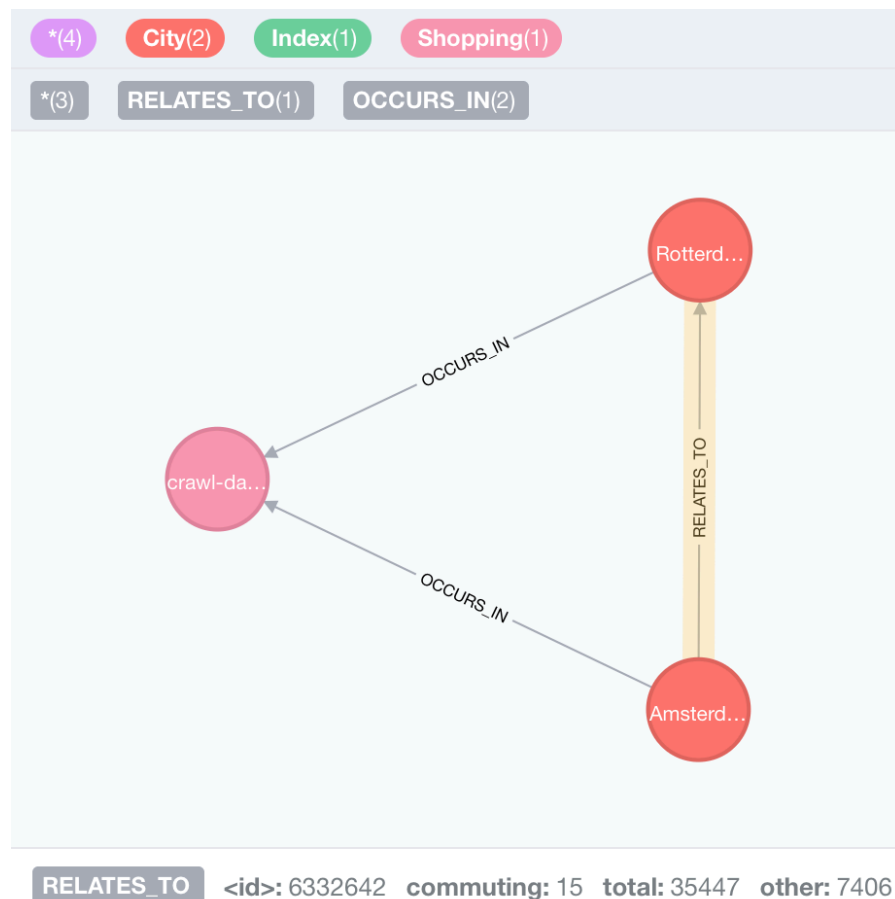 *(4) City(2) Index(1) Shopping(1)
*(3) RELATES_TO(1) OCCURS_IN(2)
Rotterd...
OCCURS_IN
RELATES_TO
crawl-da...
OCCURS_IN
Amsterd...
RELATES_TO <id>: 6332642 commuting: 15 total: 35447 other: 7406